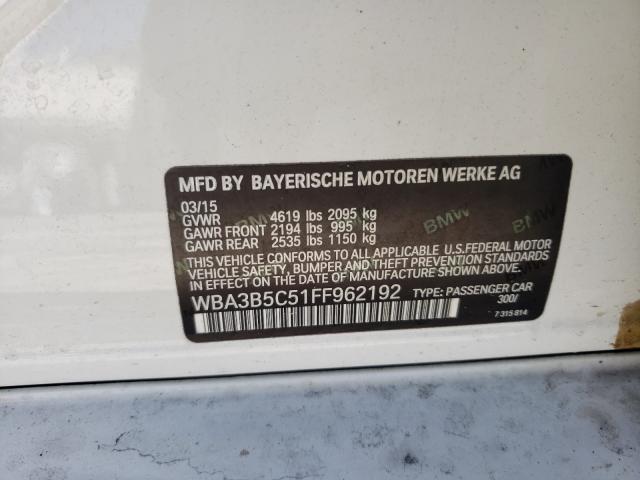 MFD BY BAYERISCHE MOTOREN WERKE AG
03/15
GVWR 4619 lbs 2095 kg
GAWR FRONT 2194 lbs 995 kg
GAWR REAR 2535 lbs 1150 kg
THIS VEHICLE CONFORMS TO ALL APPLICABLE U.S.FEDERAL MOTOR
VEHICLE SAFETY, BUMPER AND THEFT PREVENTION STANDARDS
IN EFFECT ON THE DATE OF MANUFACTURE SHOWN ABOVE.
WBA3B5C51FF962192 TYPE: PASSENGER CAR
300/
7 315 814
BMW
BMW